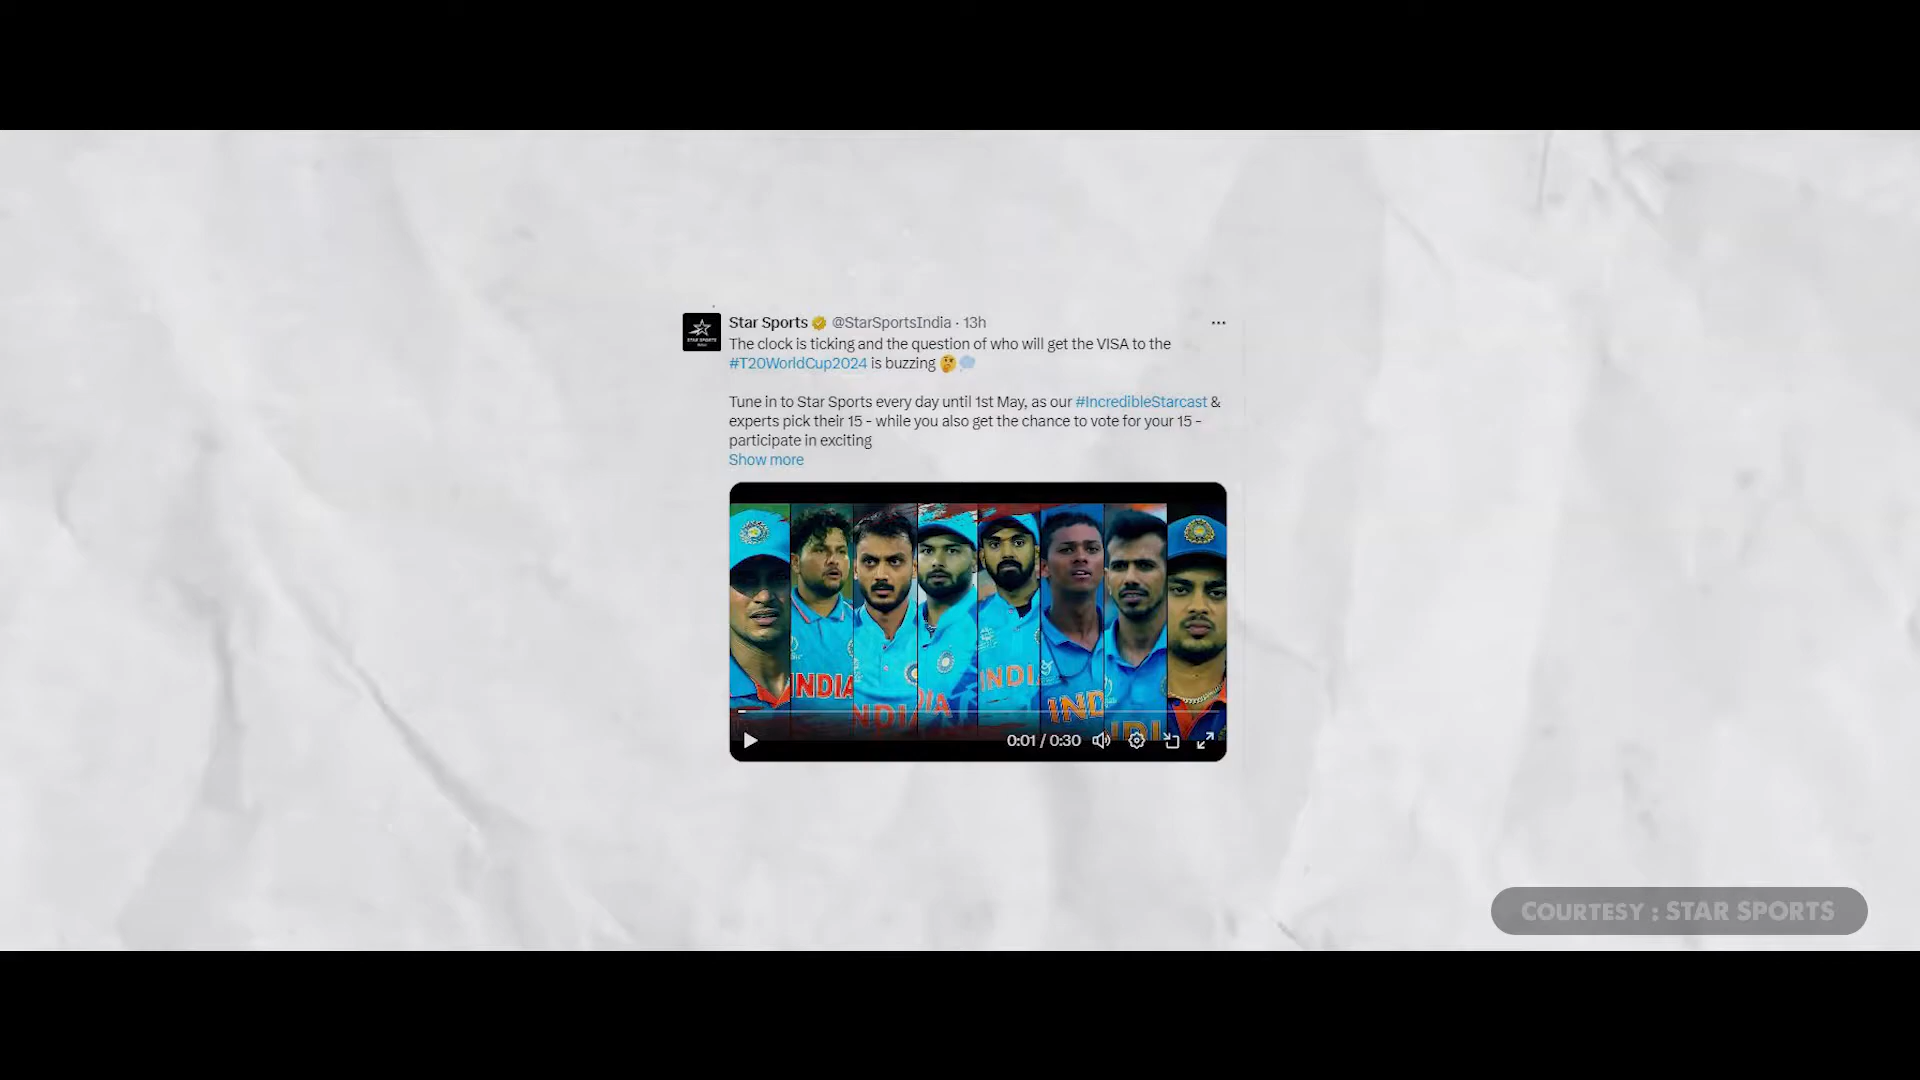 Star Sports @StarSportsIndia · 13h
The clock is ticking and the question of who will get the VISA to the
#T20WorldCup2024 is buzzing 🤔💭
Tune in to Star Sports every day until 1st May, as our #IncredibleStarcast &
experts pick their 15 - while you also get the chance to vote for your 15 -
participate in exciting
Show more
INDIA
INDIA
INDIA
0:01 / 0:30
COURTESY : STAR SPORTS